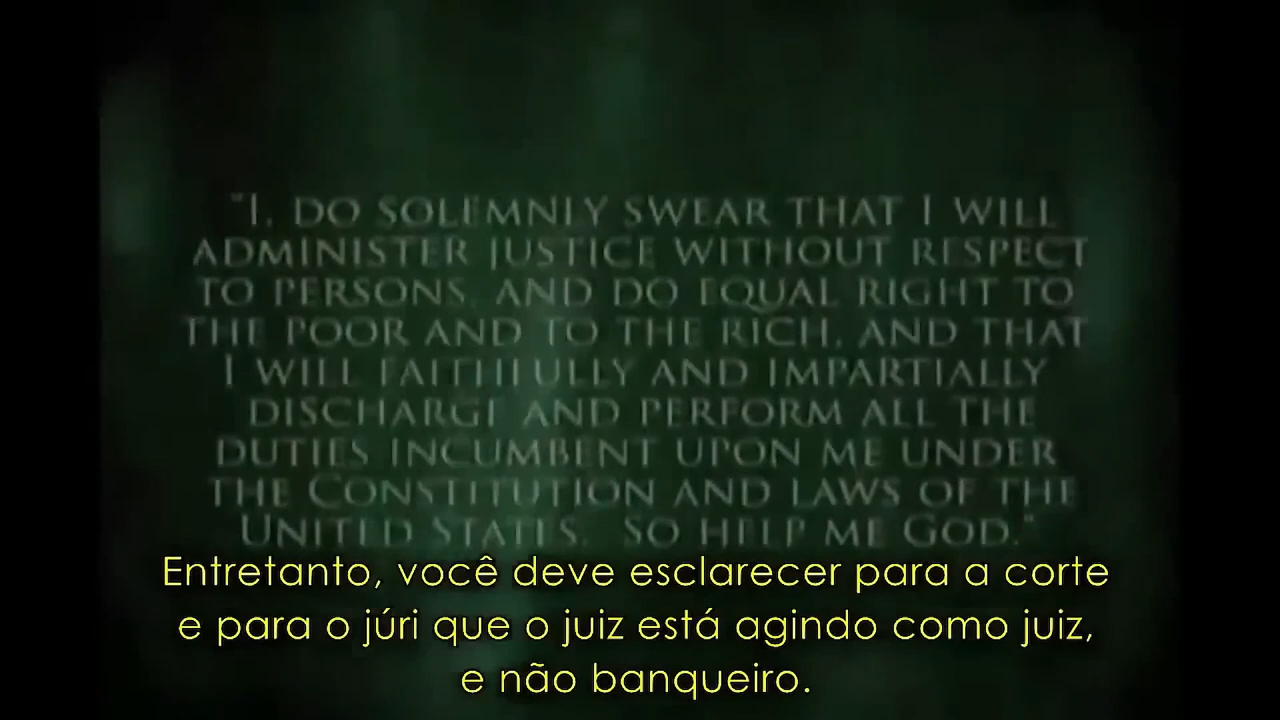 "I, DO SOLEMNLY SWEAR THAT I WILL
ADMINISTER JUSTICE WITHOUT RESPECT
TO PERSONS, AND DO EQUAL RIGHT TO
THE POOR AND TO THE RICH, AND THAT
I WILL FAITHFULLY AND IMPARTIALLY
DISCHARGE AND PERFORM ALL THE
DUTIES INCUMBENT UPON ME UNDER
THE CONSTITUTION AND LAWS OF THE
UNITED STATES. SO HELP ME GOD."
Entretanto, você deve esclarecer para a corte
e para o júri que o juiz está agindo como juiz,
e não banqueiro.